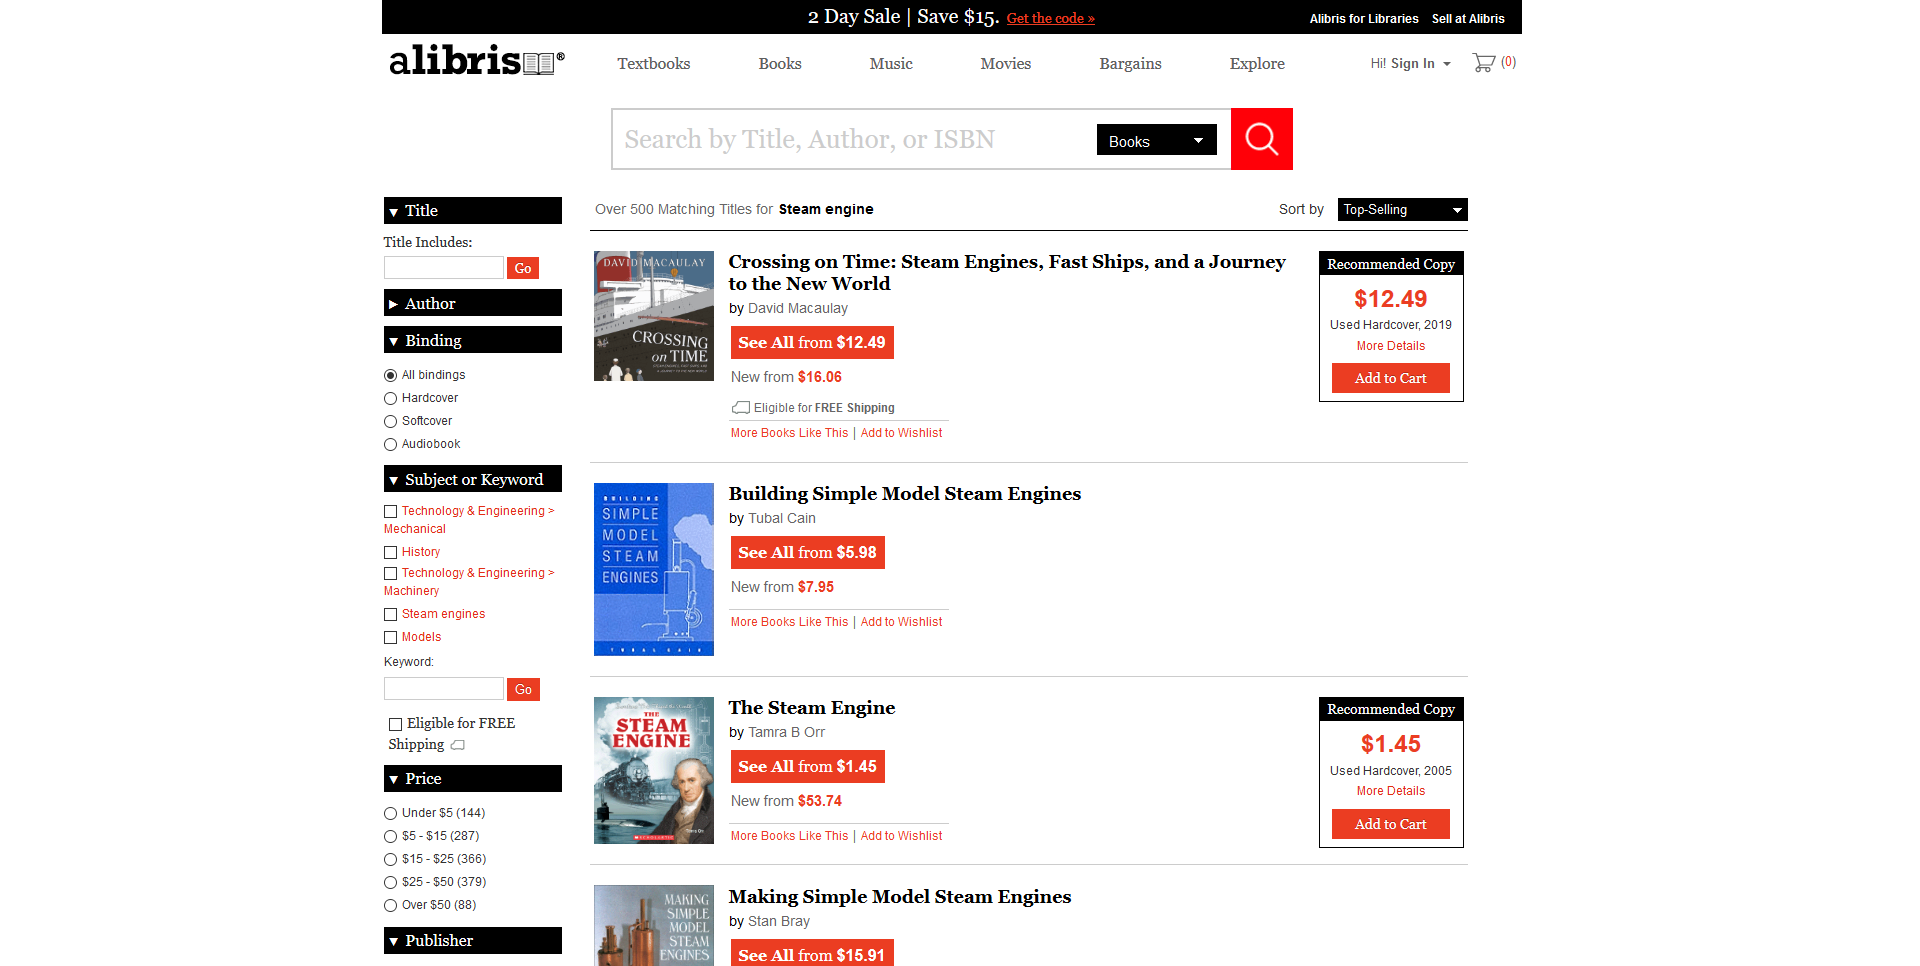 2 Day Sale | Save $15. Get the code »
Alibris for Libraries Sell at Alibris
alibris®
Textbooks Books Music Movies Bargains Explore
Hi! Sign In (0)
Search by Title, Author, or ISBN
Books
Title
Title Includes:
Go
Author
Binding
All bindings
Hardcover
Softcover
Audiobook
Subject or Keyword
Technology & Engineering >
Mechanical
History
Technology & Engineering >
Machinery
Steam engines
Models
Keyword:
Go
Eligible for FREE
Shipping
Price
Under $5 (144)
$5 - $15 (287)
$15 - $25 (366)
$25 - $50 (379)
Over $50 (88)
Publisher
Over 500 Matching Titles for Steam engine
Sort by Top-Selling
DAVID MACAULAY
CROSSING
on TIME
Crossing on Time: Steam Engines, Fast Ships, and a Journey
to the New World
by David Macaulay
See All from $12.49
New from $16.06
Eligible for FREE Shipping
More Books Like This | Add to Wishlist
Recommended Copy
$12.49
Used Hardcover, 2019
More Details
Add to Cart
BUILDING
SIMPLE
MODEL
STEAM
ENGINES
TUBAL CAIN
Building Simple Model Steam Engines
by Tubal Cain
See All from $5.98
New from $7.95
More Books Like This | Add to Wishlist
THE
STEAM
ENGINE
Tamra Orr
SCHOLASTIC
The Steam Engine
by Tamra B Orr
See All from $1.45
New from $53.74
More Books Like This | Add to Wishlist
Recommended Copy
$1.45
Used Hardcover, 2005
More Details
Add to Cart
MAKING
SIMPLE
MODEL
STEAM
ENGINES
Making Simple Model Steam Engines
by Stan Bray
See All from $15.91